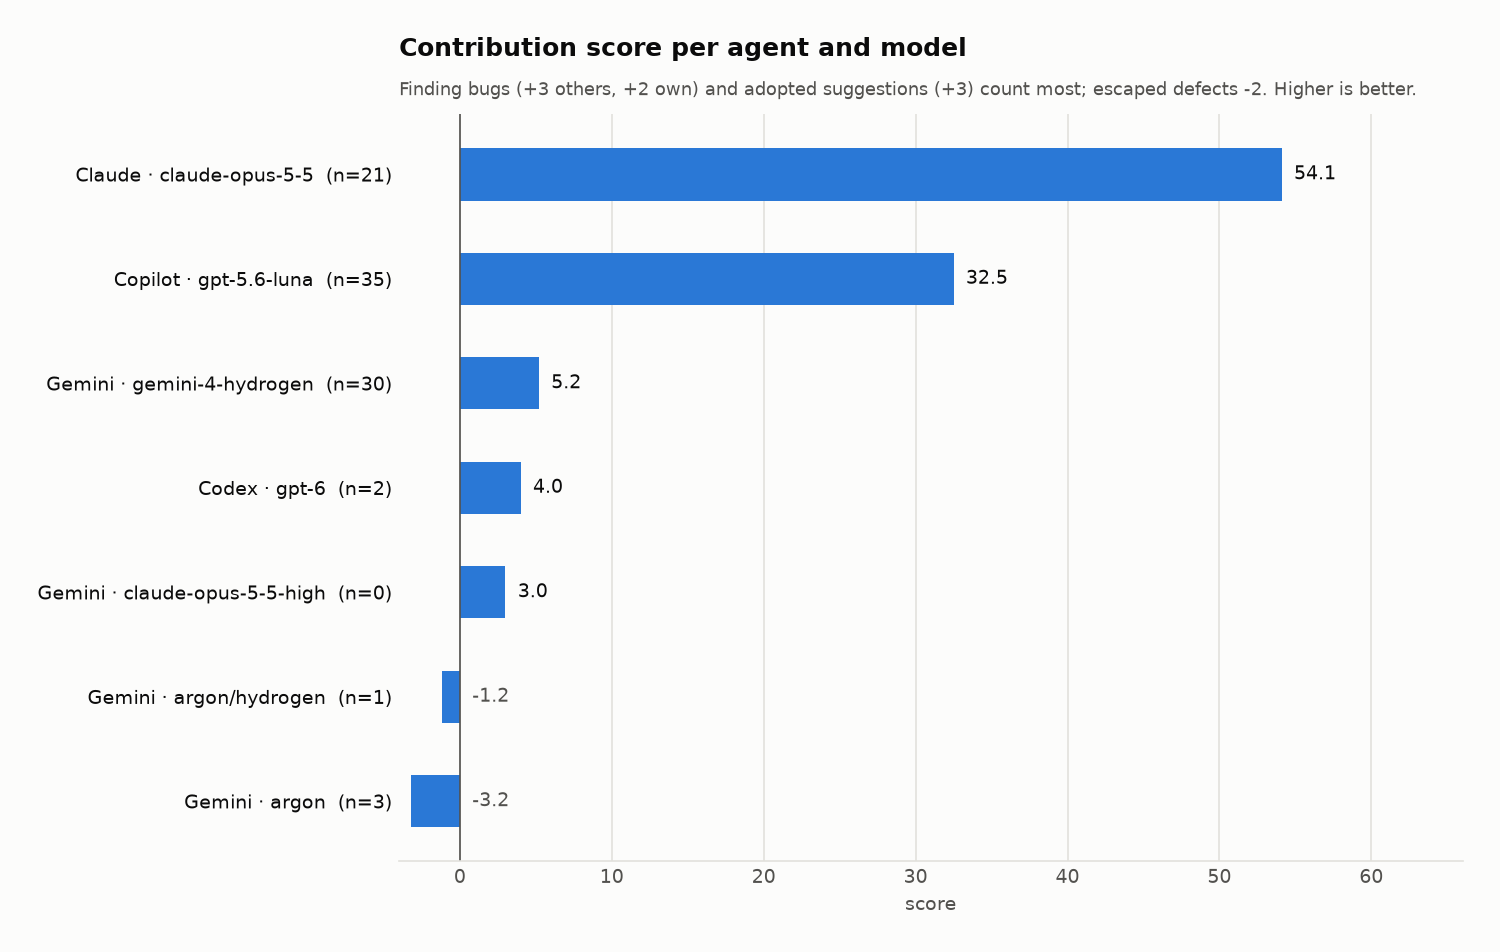 Contribution score per agent and model
Finding bugs (+3 others, +2 own) and adopted suggestions (+3) count most; escaped defects -2. Higher is better.
Claude · claude-opus-5-5  (n=21)
54.1
Copilot · gpt-5.6-luna  (n=35)
32.5
Gemini · gemini-4-hydrogen  (n=30)
5.2
Codex · gpt-6  (n=2)
4.0
Gemini · claude-opus-5-5-high  (n=0)
3.0
Gemini · argon/hydrogen  (n=1)
-1.2
Gemini · argon  (n=3)
-3.2
0 10 20 30 40 50 60
score